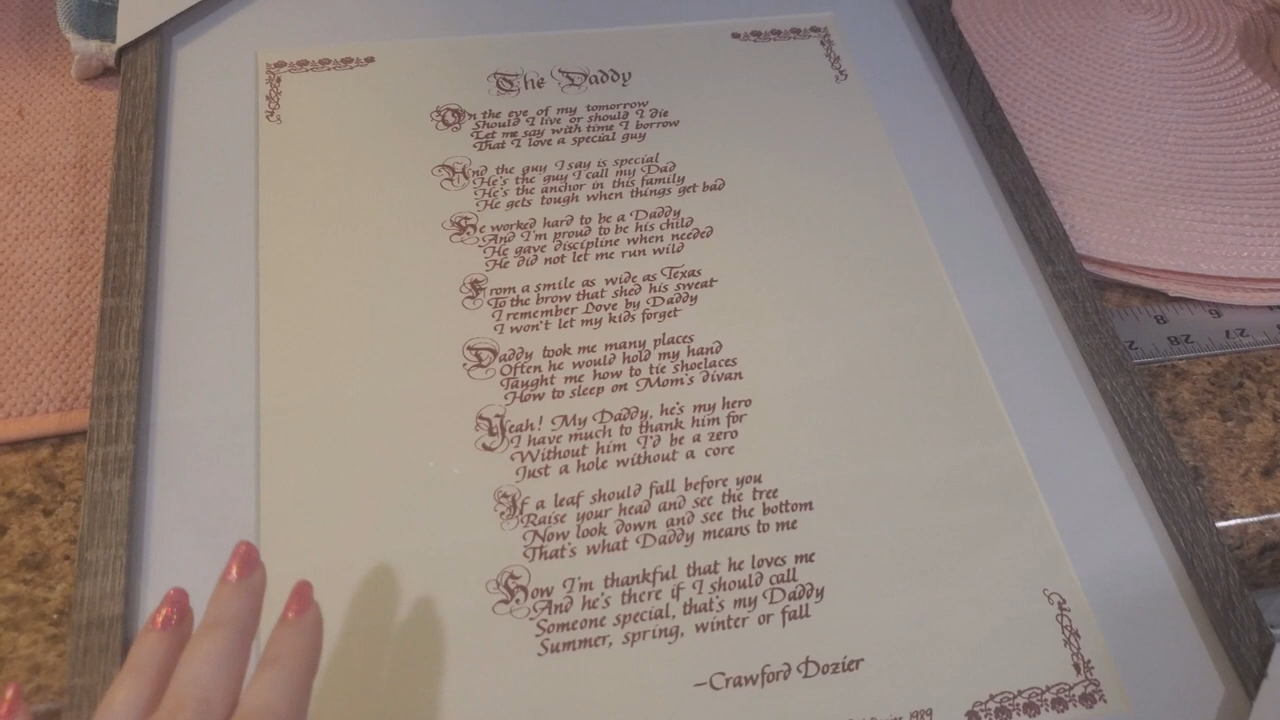 The Daddy
On the eve of my tomorrow
Should I live or should I die
Let me say with time I borrow
That I love a special guy
And the guy I say is special
He's the guy I call my Dad
He's the anchor in this family
He gets tough when things get bad
He worked hard to be a Daddy
And I'm proud to be his child
He gave discipline when needed
He did not let me run wild
From a smile as wide as Texas
To the brow that shed his sweat
I remember Love by Daddy
I won't let my kids forget
Daddy took me many places
Often he would hold my hand
Taught me how to tie shoelaces
How to sleep on Mom's divan
Yeah! My Daddy, he's my hero
I have much to thank him for
Without him I'd be a zero
Just a hole without a core
If a leaf should fall before you
Raise your head and see the tree
Now look down and see the bottom
That's what Daddy means to me
How I'm thankful that he loves me
And he's there if I should call
Someone special, that's my Daddy
Summer, spring, winter or fall
—Crawford Dozier
Dozier 1989
8
6
28
27